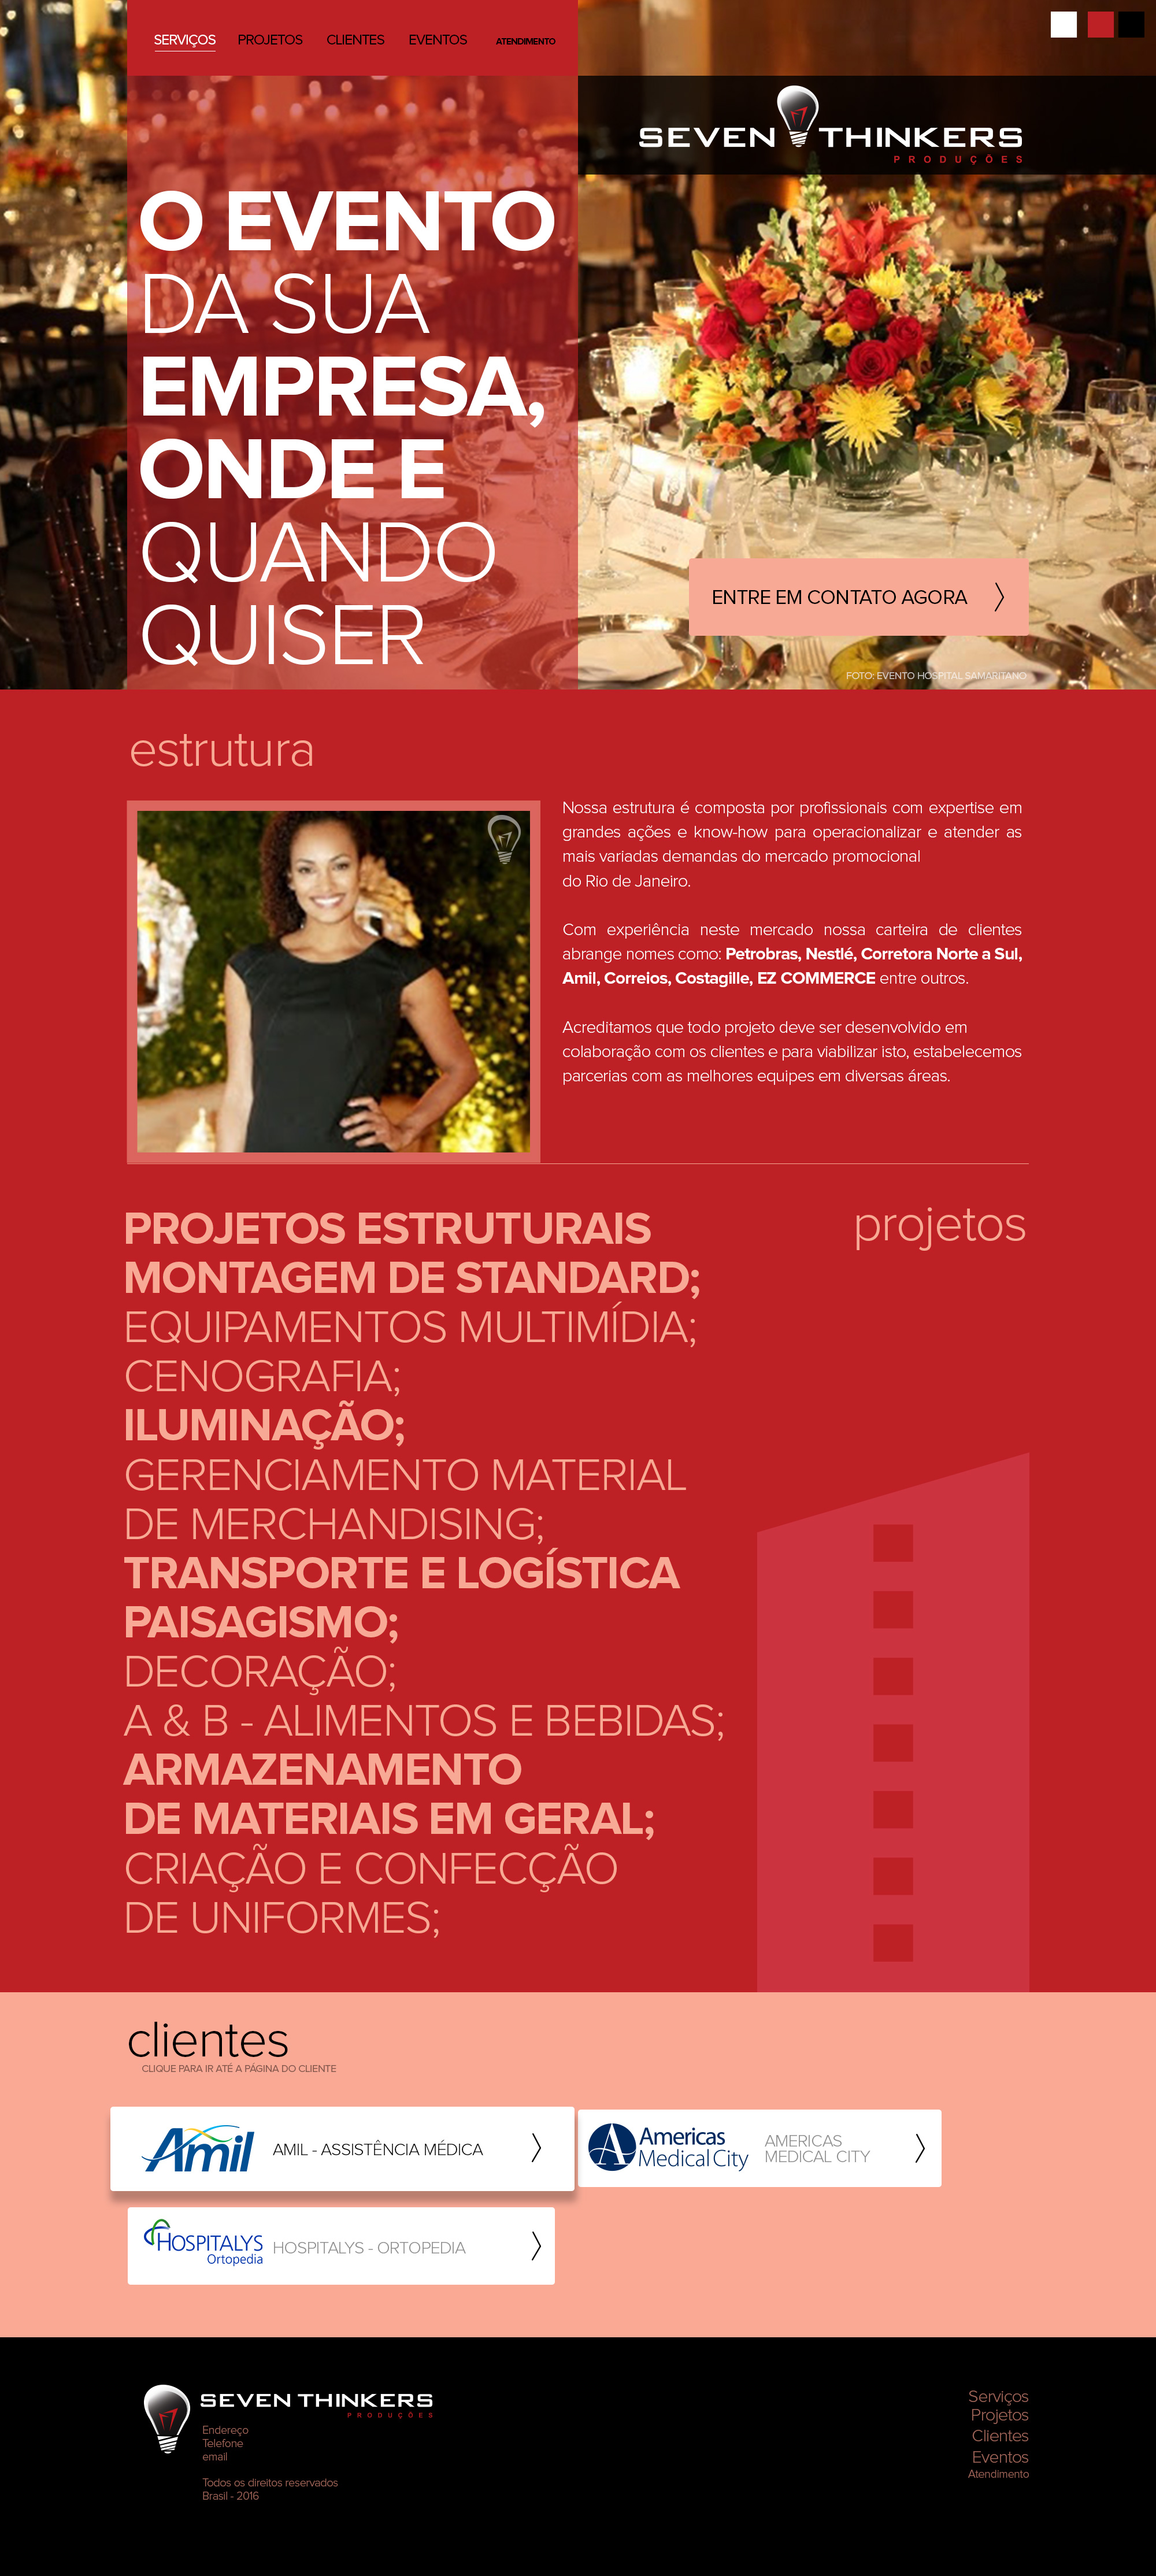 SERVIÇOS PROJETOS CLIENTES EVENTOS ATENDIMENTO
SEVEN THINKERS
PRODUÇÕES
O EVENTO
DA SUA
EMPRESA,
ONDE E
QUANDO
QUISER
ENTRE EM CONTATO AGORA
FOTO: EVENTO HOSPITAL SAMARITANO
estrutura
Nossa estrutura é composta por profissionais com expertise em
grandes ações e know-how para operacionalizar e atender as
mais variadas demandas do mercado promocional
do Rio de Janeiro.
Com experiência neste mercado nossa carteira de clientes
abrange nomes como: Petrobras, Nestlé, Corretora Norte a Sul,
Amil, Correios, Costagille, EZ COMMERCE entre outros.
Acreditamos que todo projeto deve ser desenvolvido em
colaboração com os clientes e para viabilizar isto, estabelecemos
parcerias com as melhores equipes em diversas áreas.
projetos
PROJETOS ESTRUTURAIS
MONTAGEM DE STANDARD;
EQUIPAMENTOS MULTIMÍDIA;
CENOGRAFIA;
ILUMINAÇÃO;
GERENCIAMENTO MATERIAL
DE MERCHANDISING;
TRANSPORTE E LOGÍSTICA
PAISAGISMO;
DECORAÇÃO;
A & B - ALIMENTOS E BEBIDAS;
ARMAZENAMENTO
DE MATERIAIS EM GERAL;
CRIAÇÃO E CONFECÇÃO
DE UNIFORMES;
clientes
CLIQUE PARA IR ATÉ A PÁGINA DO CLIENTE
Amil
AMIL - ASSISTÊNCIA MÉDICA
Americas
Medical City
AMERICAS
MEDICAL CITY
HOSPITALYS
Ortopedia
HOSPITALYS - ORTOPEDIA
SEVEN THINKERS
PRODUÇÕES
Endereço
Telefone
email
Todos os direitos reservados
Brasil - 2016
Serviços
Projetos
Clientes
Eventos
Atendimento